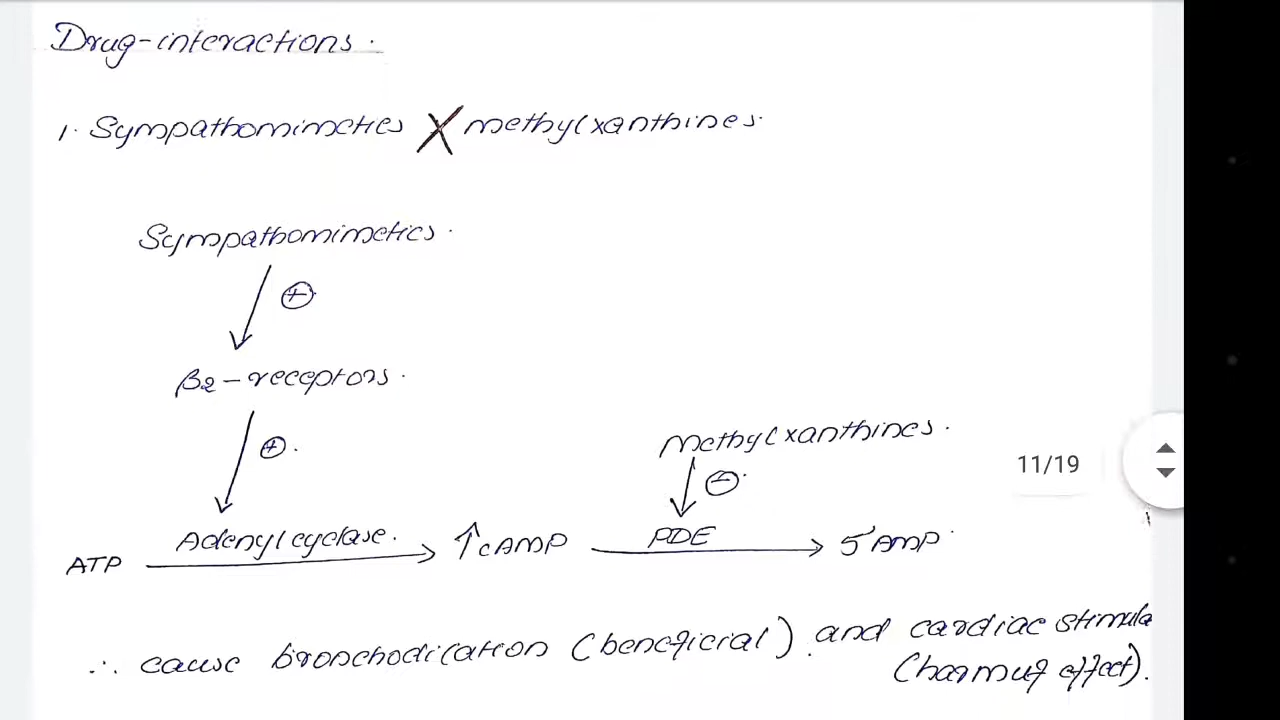 Drug-interactions.
1. Sympathomimetics X methylxanthines.
Sympathomimetics.
⊕
β2-receptors.
⊕.
Methylxanthines.
⊖.
11/19
ATP Adenylcyclase. ↑cAMP PDE 5'AMP.
∴ cause bronchodilation (beneficial) and cardiac stimula
(harmuf effect).